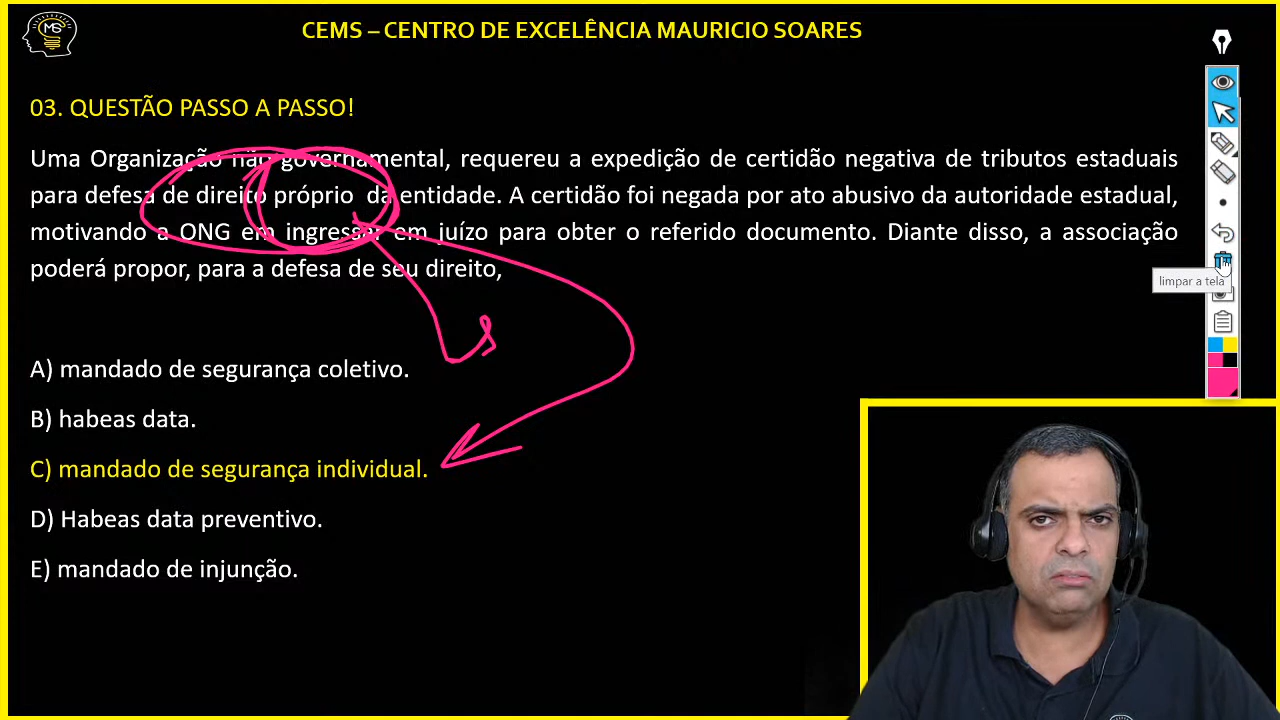 CEMS – CENTRO DE EXCELÊNCIA MAURICIO SOARES
MS
03. QUESTÃO PASSO A PASSO!
Uma Organização não governamental, requereu a expedição de certidão negativa de tributos estaduais
para defesa de direito próprio da entidade. A certidão foi negada por ato abusivo da autoridade estadual,
motivando a ONG em ingressar em juízo para obter o referido documento. Diante disso, a associação
poderá propor, para a defesa de seu direito,
limpar a tela
A) mandado de segurança coletivo.
B) habeas data.
C) mandado de segurança individual.
D) Habeas data preventivo.
E) mandado de injunção.